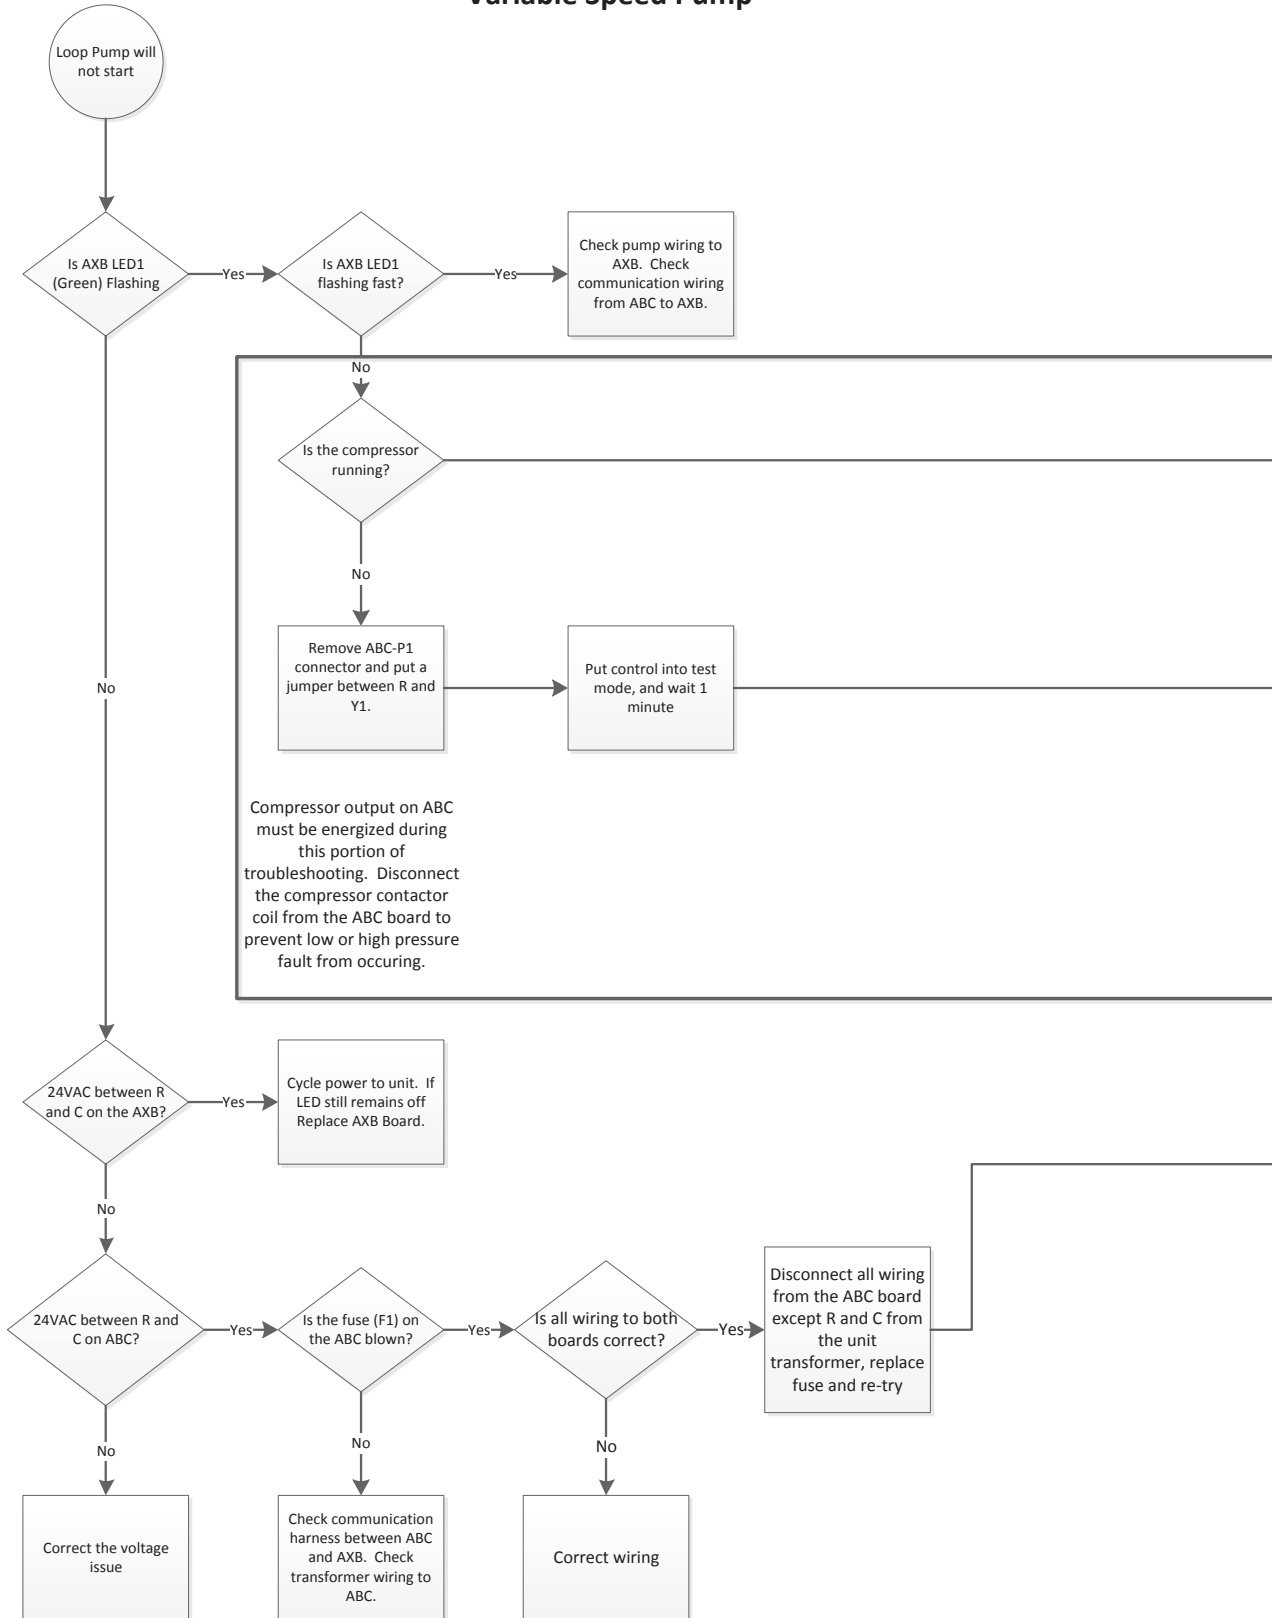 Variable Speed Pump
Loop Pump will
not start
Is AXB LED1
(Green) Flashing
Yes
Is AXB LED1
flashing fast?
Yes
Check pump wiring to
AXB. Check
communication wiring
from ABC to AXB.
No
Is the compressor
running?
No
Remove ABC-P1
connector and put a
jumper between R and
Y1.
Put control into test
mode, and wait 1
minute
No
Compressor output on ABC
must be energized during
this portion of
troubleshooting. Disconnect
the compressor contactor
coil from the ABC board to
prevent low or high pressure
fault from occuring.
24VAC between R
and C on the AXB?
Yes
Cycle power to unit. If
LED still remains off
Replace AXB Board.
No
24VAC between R and
C on ABC?
Yes
Is the fuse (F1) on
the ABC blown?
Yes
Is all wiring to both
boards correct?
Yes
Disconnect all wiring
from the ABC board
except R and C from
the unit
transformer, replace
fuse and re-try
No
No
No
Correct the voltage
issue
Check communication
harness between ABC
and AXB. Check
transformer wiring to
ABC.
Correct wiring